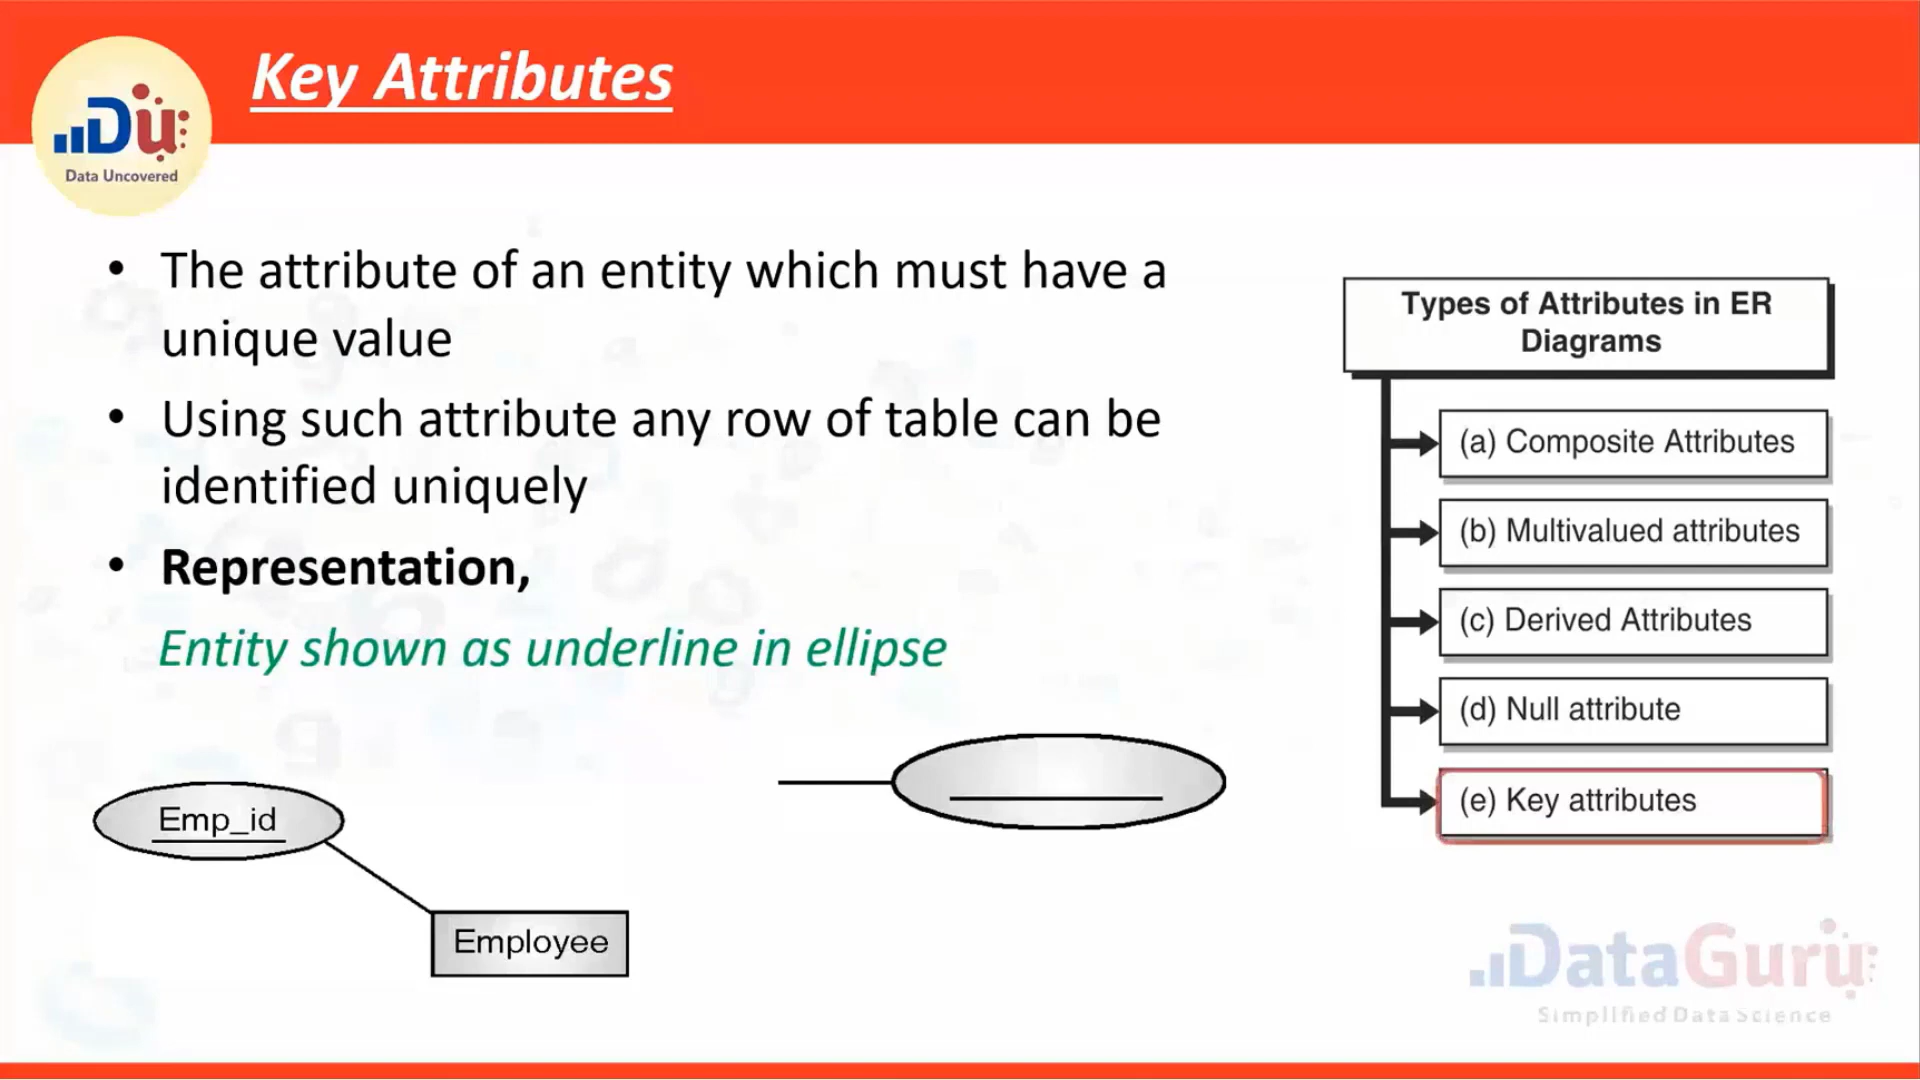 Key Attributes
Du
Data Uncovered
• The attribute of an entity which must have a
unique value
• Using such attribute any row of table can be
identified uniquely
• Representation,
Entity shown as underline in ellipse
Emp_id
Employee
Types of Attributes in ER
Diagrams
(a) Composite Attributes
(b) Multivalued attributes
(c) Derived Attributes
(d) Null attribute
(e) Key attributes
DataGuru
Simplified Data Science